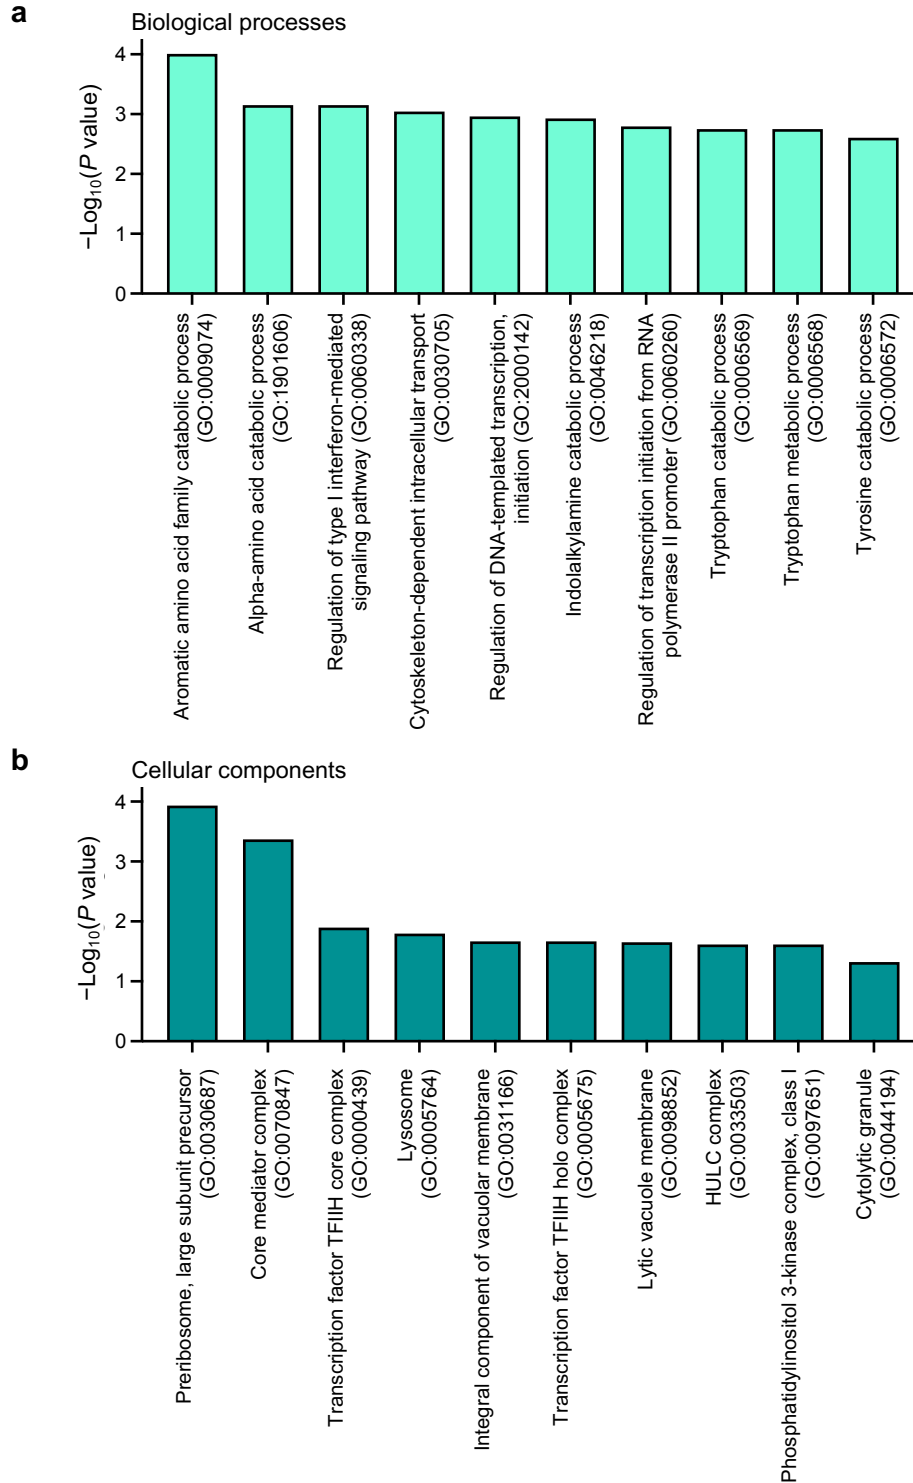 a
Biological processes
−Log10(P value)
4
3
2
1
0
Aromatic amino acid family catabolic process
(GO:0009074)
Alpha-amino acid catabolic process
(GO:1901606)
Regulation of type I interferon-mediated
signaling pathway (GO:0060338)
Cytoskeleton-dependent intracellular transport
(GO:0030705)
Regulation of DNA-templated transcription,
initiation (GO:2000142)
Indolalkylamine catabolic process
(GO:0046218)
Regulation of transcription initiation from RNA
polymerase II promoter (GO:0060260)
Tryptophan catabolic process
(GO:0006569)
Tryptophan metabolic process
(GO:0006568)
Tyrosine catabolic process
(GO:0006572)
b
Cellular components
−Log10(P value)
4
3
2
1
0
Preribosome, large subunit precursor
(GO:0030687)
Core mediator complex
(GO:0070847)
Transcription factor TFIIH core complex
(GO:0000439)
Lysosome
(GO:0005764)
Integral component of vacuolar membrane
(GO:0031166)
Transcription factor TFIIH holo complex
(GO:0005675)
Lytic vacuole membrane
(GO:0098852)
HULC complex
(GO:0033503)
Phosphatidylinositol 3-kinase complex, class I
(GO:0097651)
Cytolytic granule
(GO:0044194)